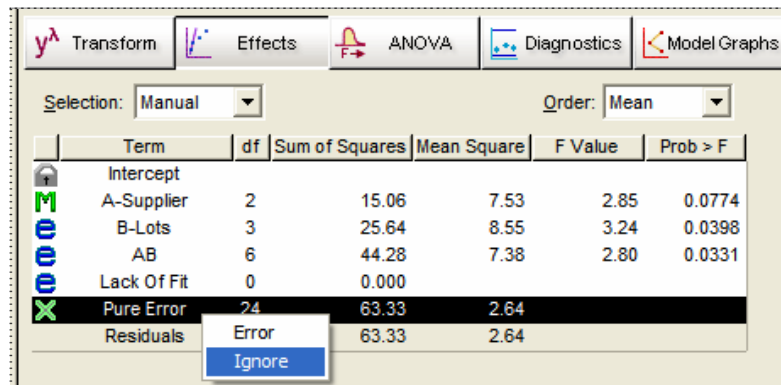 yλ Transform Effects F ANOVA Diagnostics Model Graphs
Selection: Manual Order: Mean
Term df Sum of Squares Mean Square F Value Prob > F
Intercept
M A-Supplier 2 15.06 7.53 2.85 0.0774
e B-Lots 3 25.64 8.55 3.24 0.0398
e AB 6 44.28 7.38 2.80 0.0331
e Lack Of Fit 0 0.000
Pure Error 24 63.33 2.64
Residuals 63.33 2.64
Error
Ignore